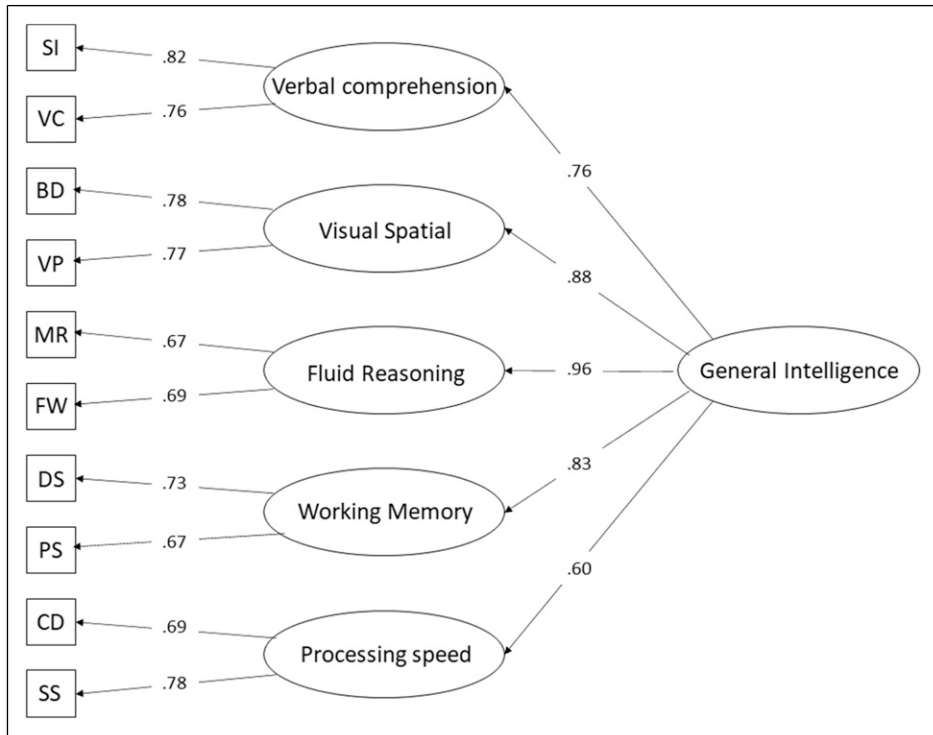 SI
.82
Verbal comprehension
VC
.76
.76
BD
.78
Visual Spatial
VP
.77
.88
MR
.67
Fluid Reasoning
.96
General Intelligence
FW
.69
DS
.73
.83
Working Memory
PS
.67
.60
CD
.69
Processing speed
SS
.78